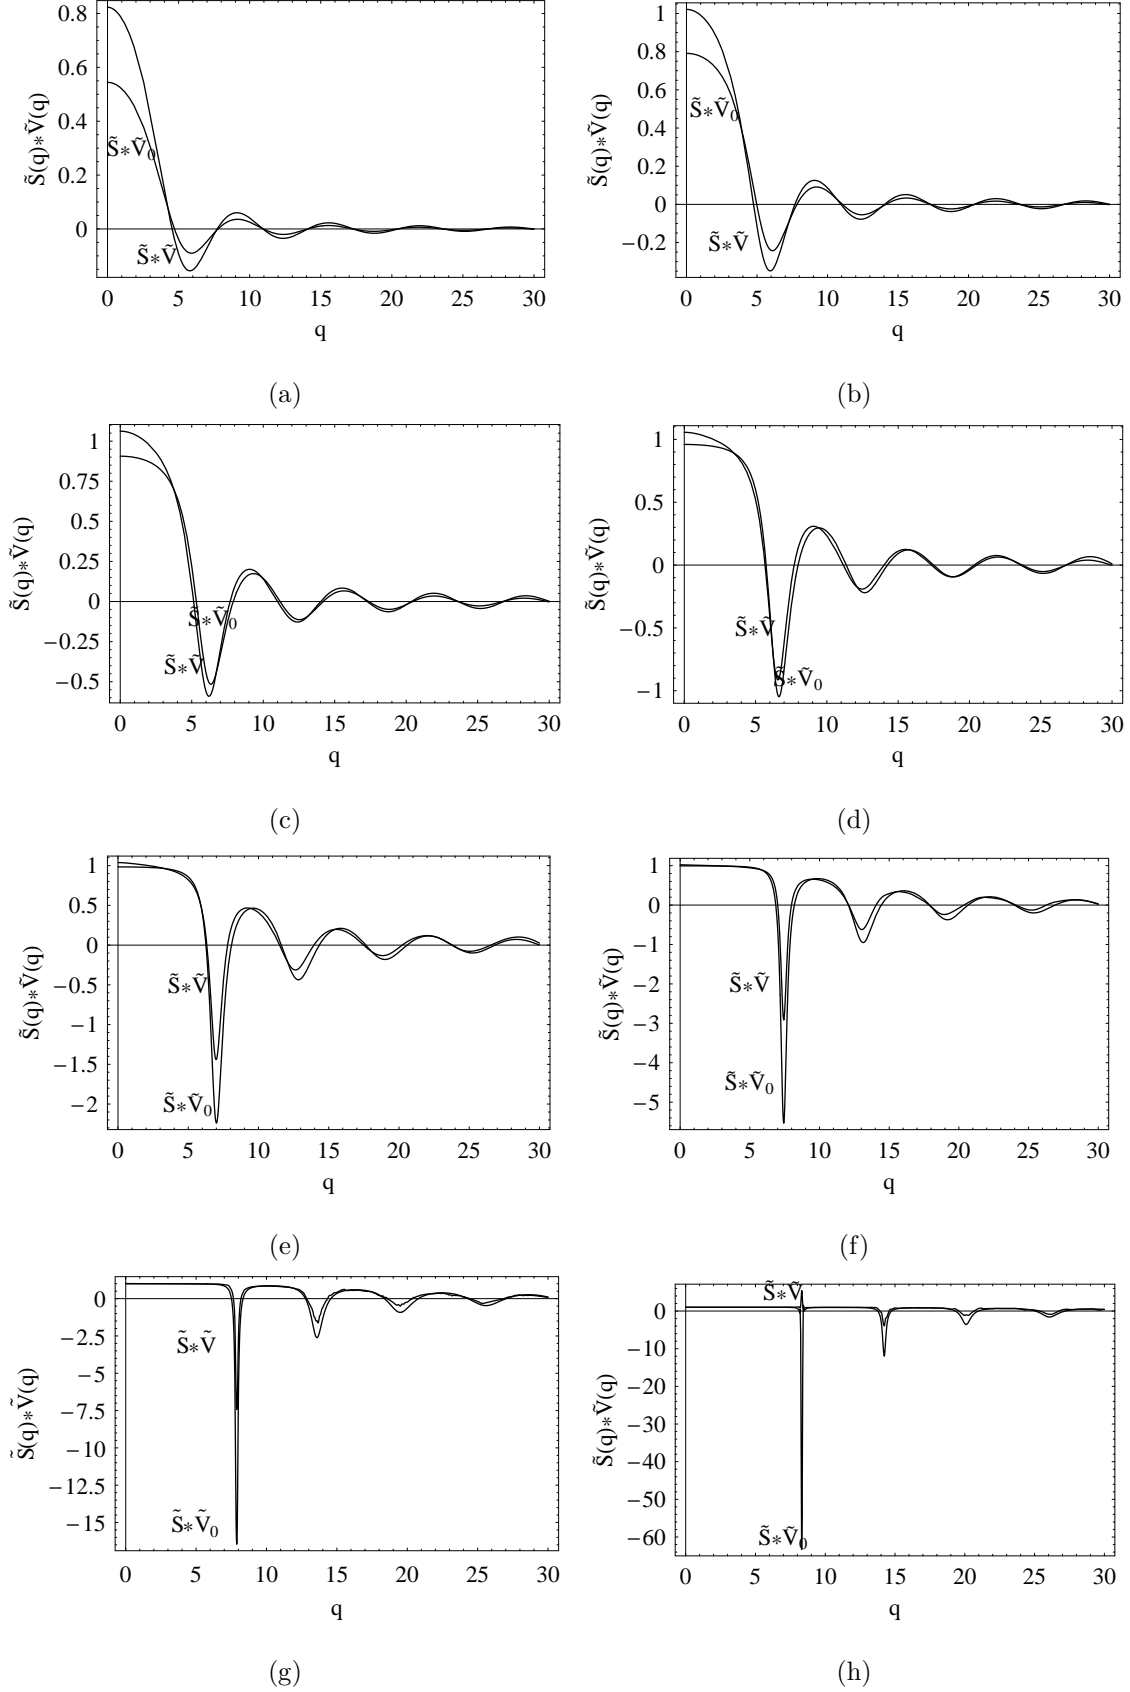 0.8
0.6
0.4
0.2
0
S̃(q)*Ṽ(q)
S̃*Ṽ₀
S̃*Ṽ
0 5 10 15 20 25 30
q
(a)
1
0.8
0.6
0.4
0.2
0
−0.2
S̃(q)*Ṽ(q)
S̃*Ṽ₀
S̃*Ṽ
0 5 10 15 20 25 30
q
(b)
1
0.75
0.5
0.25
0
−0.25
−0.5
S̃(q)*Ṽ(q)
S̃*Ṽ₀
S̃*Ṽ
0 5 10 15 20 25 30
q
(c)
1
0.5
0
−0.5
−1
S̃(q)*Ṽ(q)
S̃*Ṽ
S̃*Ṽ₀
0 5 10 15 20 25 30
q
(d)
1
0.5
0
−0.5
−1
−1.5
−2
S̃(q)*Ṽ(q)
S̃*Ṽ
S̃*Ṽ₀
0 5 10 15 20 25 30
q
(e)
1
0
−1
−2
−3
−4
−5
S̃(q)*Ṽ(q)
S̃*Ṽ
S̃*Ṽ₀
0 5 10 15 20 25 30
q
(f)
0
−2.5
−5
−7.5
−10
−12.5
−15
S̃(q)*Ṽ(q)
S̃*Ṽ
S̃*Ṽ₀
0 5 10 15 20 25 30
q
(g)
0
−10
−20
−30
−40
−50
−60
S̃(q)*Ṽ(q)
S̃*Ṽ
S̃*Ṽ₀
0 5 10 15 20 25 30
q
(h)